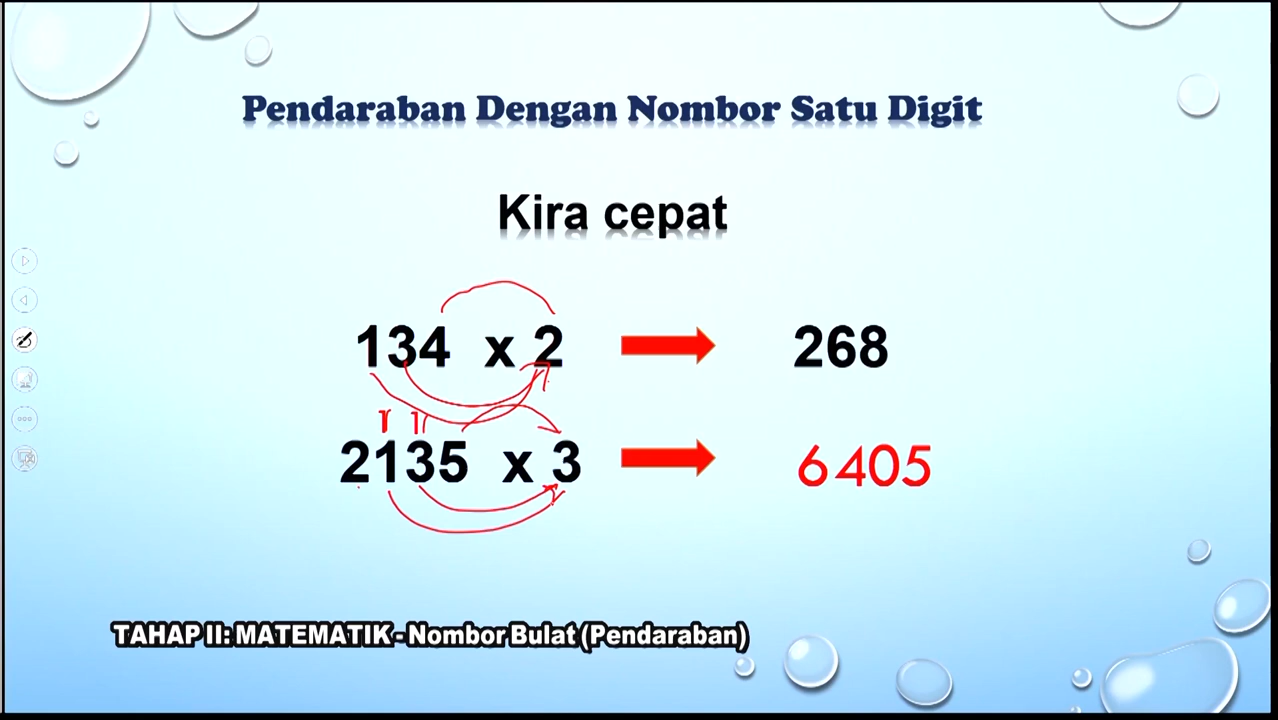 Pendaraban Dengan Nombor Satu Digit
Kira cepat
134 x 2 268
1 1
2135 x 3 6405
TAHAP II: MATEMATIK - Nombor Bulat (Pendaraban)